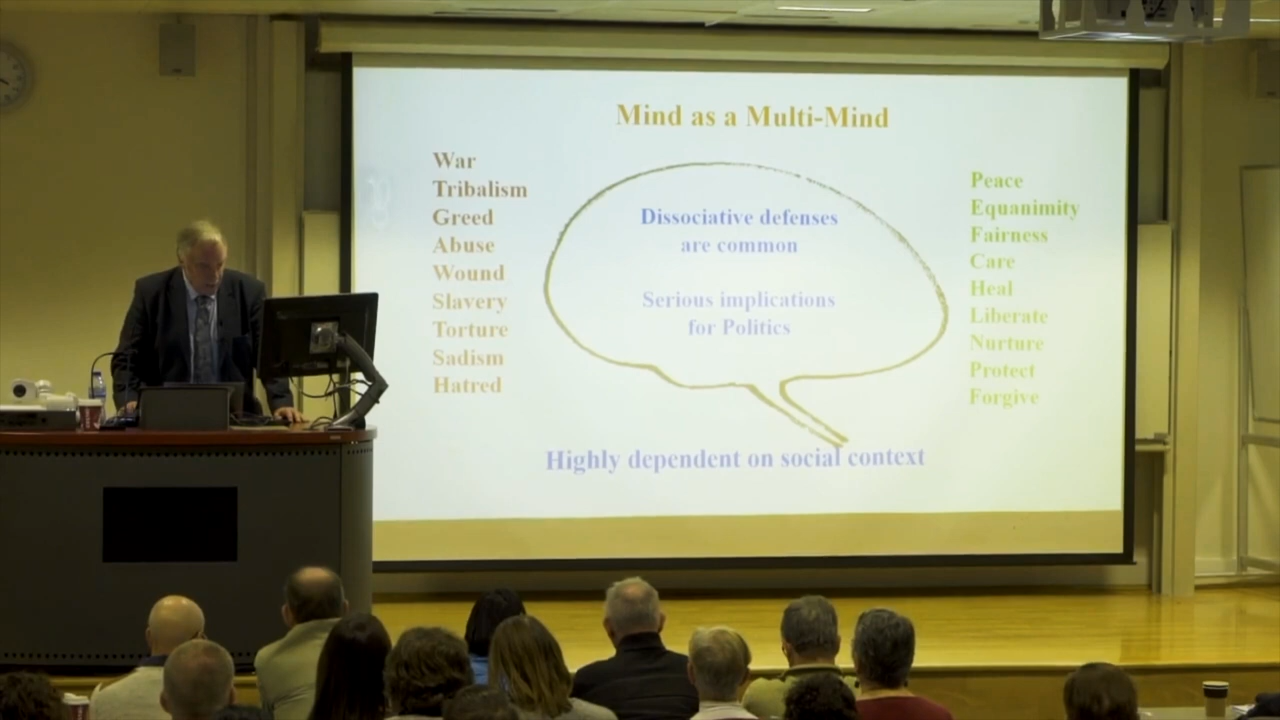 Mind as a Multi-Mind
War
Tribalism
Greed
Abuse
Wound
Slavery
Torture
Sadism
Hatred
Dissociative defenses
are common
Serious implications
for Politics
Peace
Equanimity
Fairness
Care
Heal
Liberate
Nurture
Protect
Forgive
Highly dependent on social context